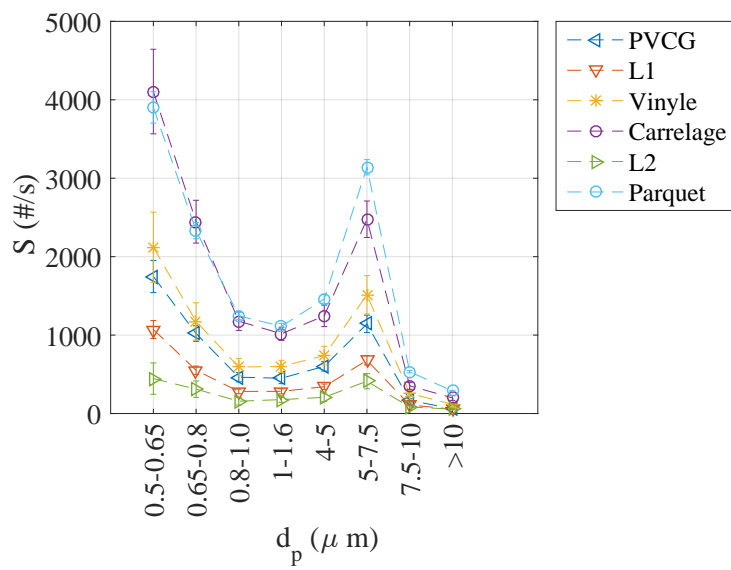 5000
4000
3000
2000
1000
0
S (#/s)
0.5-0.65
0.65-0.8
0.8-1.0
1-1.6
4-5
5-7.5
7.5-10
>10
d_p (μ m)
PVCG
L1
Vinyle
Carrelage
L2
Parquet